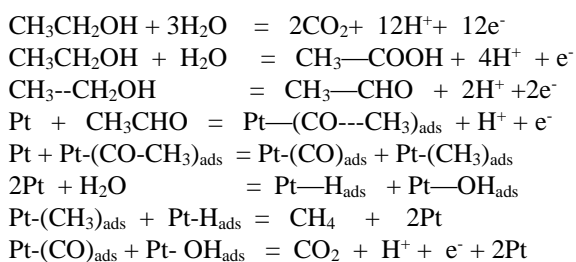 CH₃CH₂OH + 3H₂O = 2CO₂+ 12H⁺+ 12e⁻
CH₃CH₂OH + H₂O = CH₃—COOH + 4H⁺ + e⁻
CH₃--CH₂OH = CH₃—CHO + 2H⁺ +2e⁻
Pt + CH₃CHO = Pt—(CO---CH₃)ₐdₛ + H⁺ + e⁻
Pt + Pt-(CO-CH₃)ₐdₛ = Pt-(CO)ₐdₛ + Pt-(CH₃)ₐdₛ
2Pt + H₂O = Pt—Hₐdₛ + Pt—OHₐdₛ
Pt-(CH₃)ₐdₛ + Pt-Hₐdₛ = CH₄ + 2Pt
Pt-(CO)ₐdₛ + Pt- OHₐdₛ = CO₂ + H⁺ + e⁻ + 2Pt